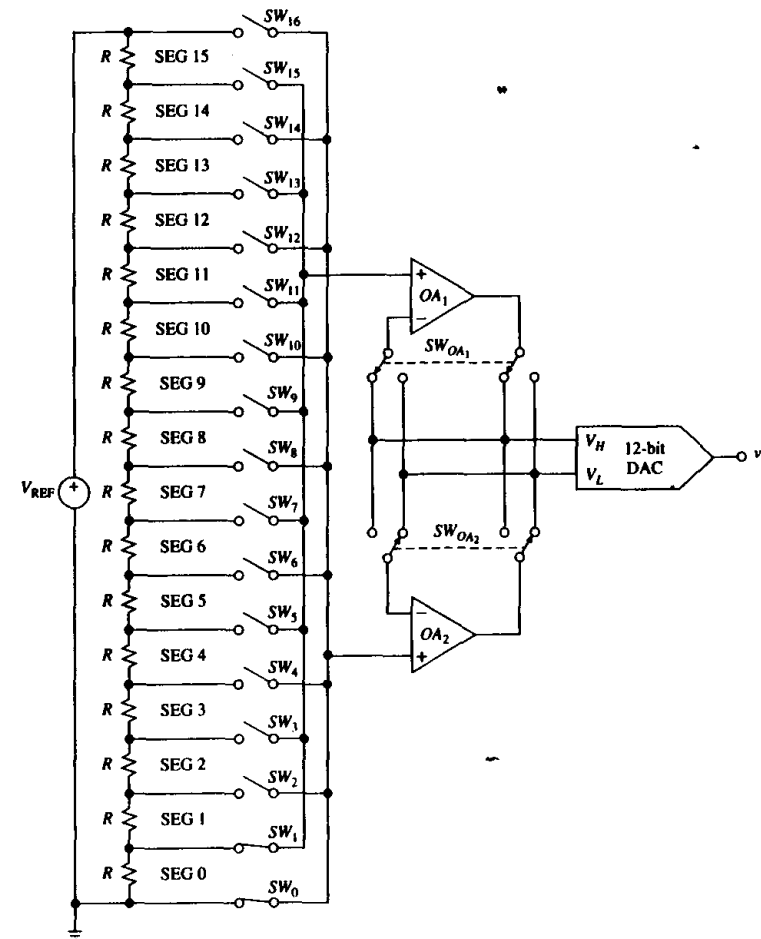 SW16
R SEG 15
SW15
R SEG 14
SW14
R SEG 13
SW13
R SEG 12
SW12
R SEG 11
SW11
R SEG 10
SW10
R SEG 9
SW9
R SEG 8
SW8
R SEG 7
SW7
R SEG 6
SW6
R SEG 5
SW5
R SEG 4
SW4
R SEG 3
SW3
R SEG 2
SW2
R SEG 1
SW1
R SEG 0
SW0
VREF
+
+
OA1
−
SWOA1
VH
VL
12-bit
DAC
v
SWOA2
−
OA2
+